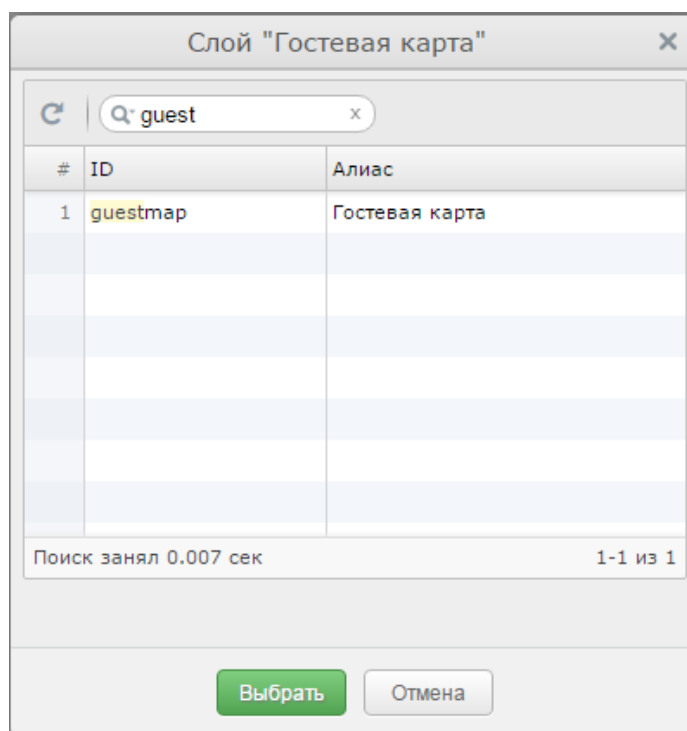 Слой "Гостевая карта"
guest x
# ID Алиас
1 guestmap Гостевая карта
Поиск занял 0.007 сек 1-1 из 1
Выбрать Отмена